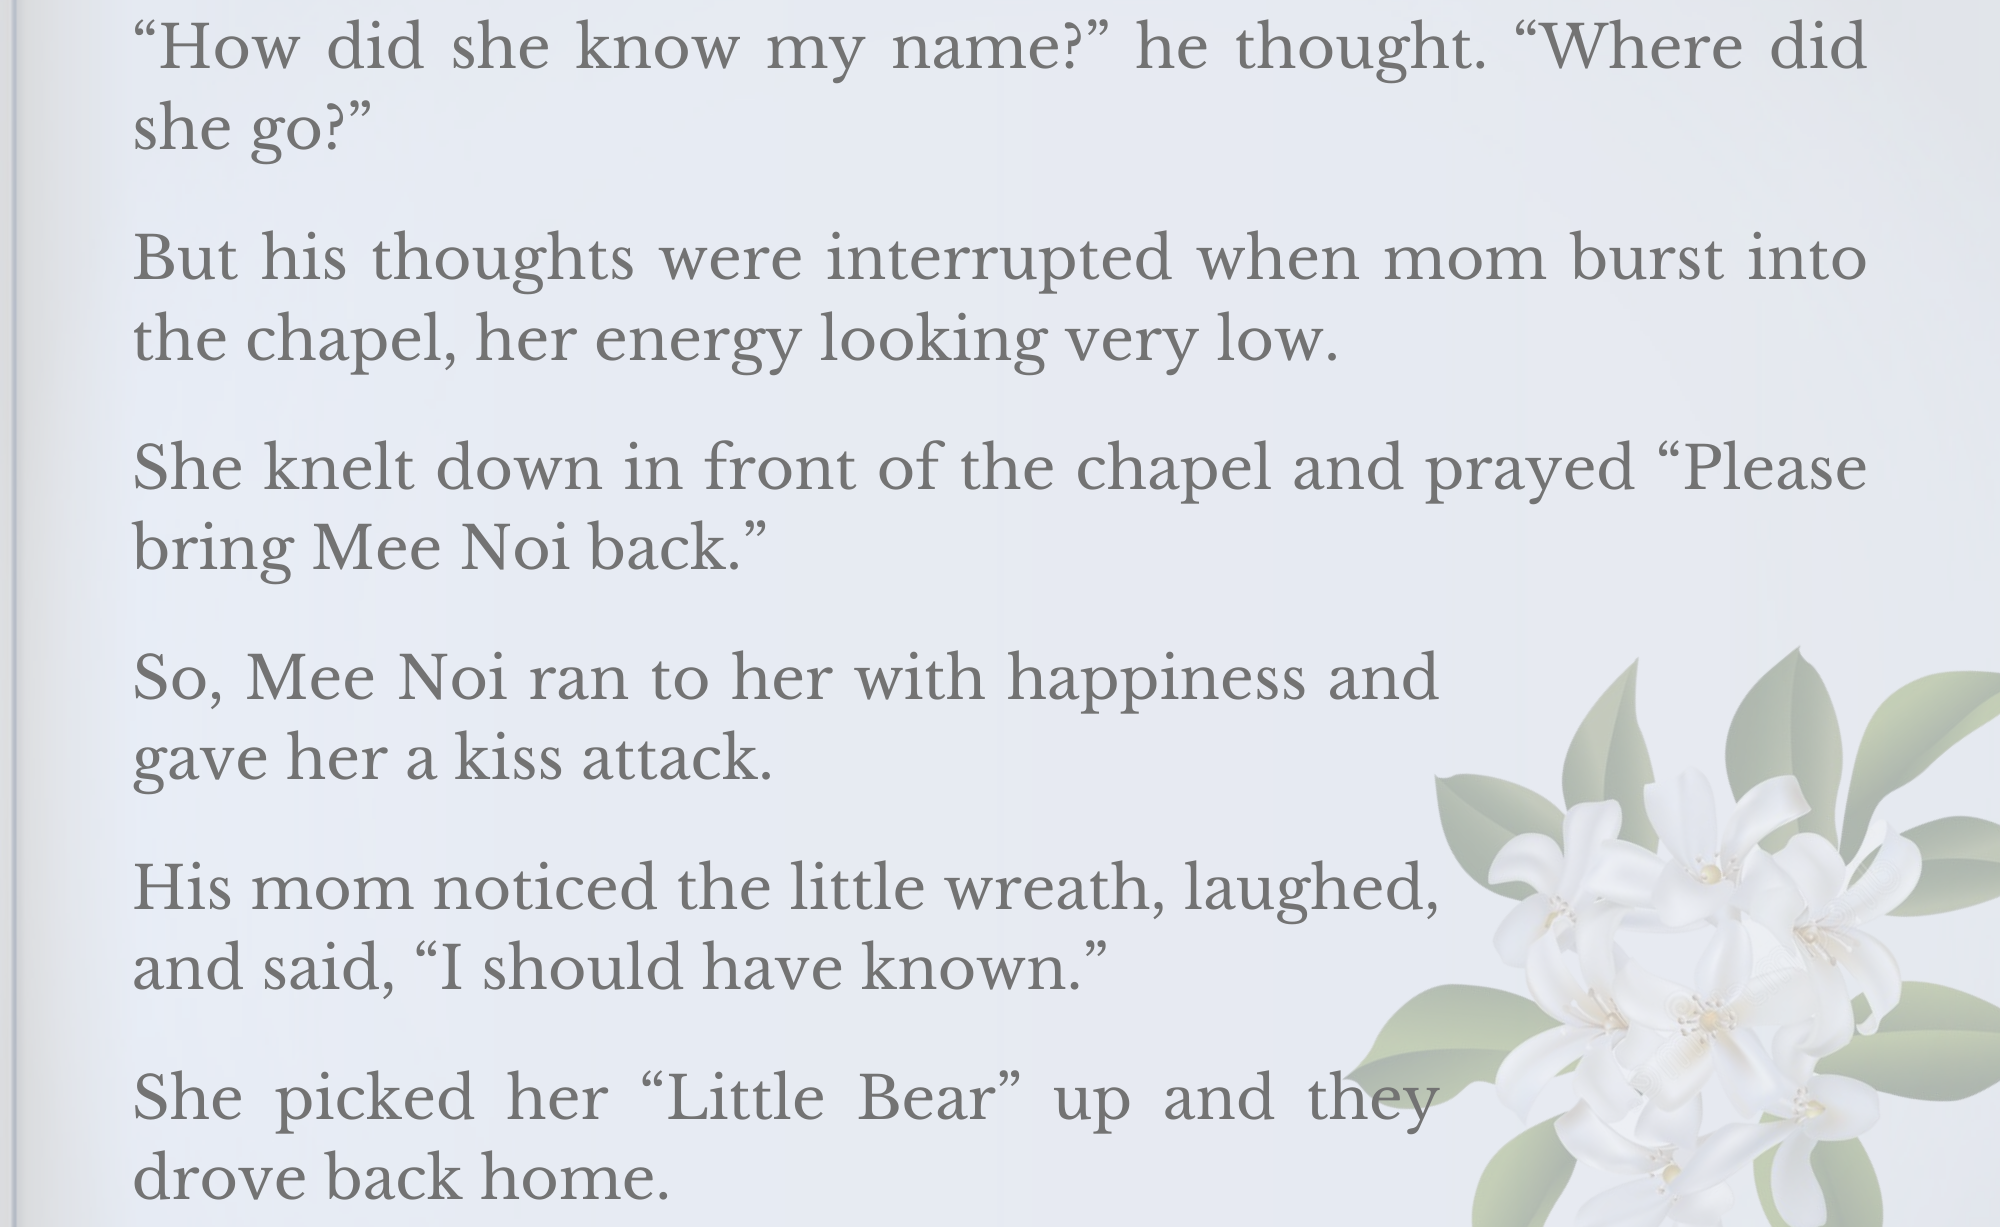 “How did she know my name?” he thought. “Where did
she go?”
But his thoughts were interrupted when mom burst into
the chapel, her energy looking very low.
She knelt down in front of the chapel and prayed “Please
bring Mee Noi back.”
So, Mee Noi ran to her with happiness and
gave her a kiss attack.
His mom noticed the little wreath, laughed,
and said, “I should have known.”
She picked her “Little Bear” up and they
drove back home.